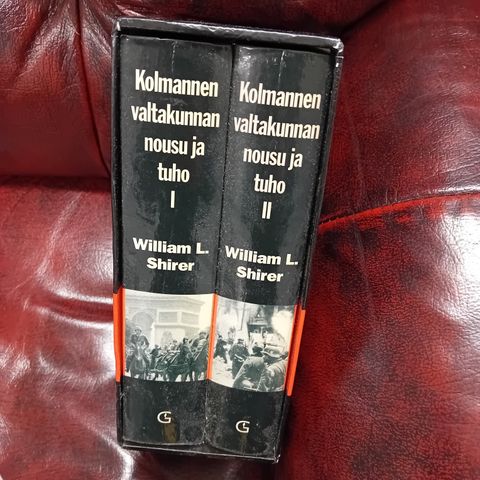 Kolmannen
valtakunnan
nousu ja
tuho
I
William L.
Shirer
Kolmannen
valtakunnan
nousu ja
tuho
II
William L.
Shirer